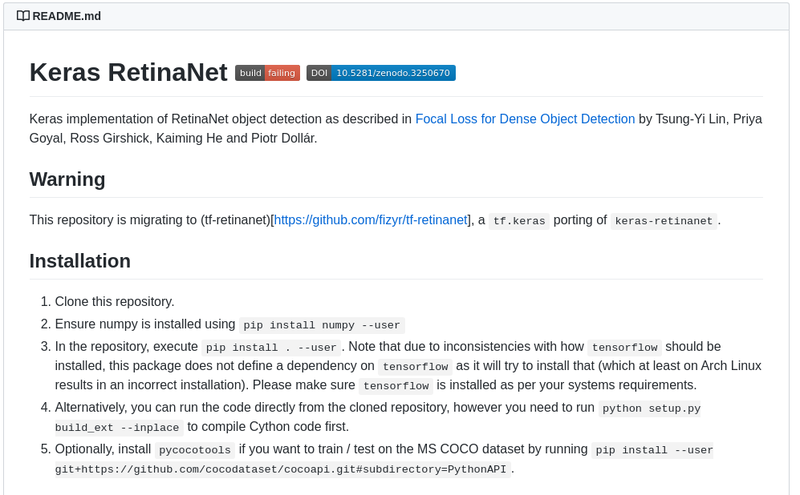 README.md
Keras RetinaNet build failing DOI 10.5281/zenodo.3250670
Keras implementation of RetinaNet object detection as described in Focal Loss for Dense Object Detection by Tsung-Yi Lin, Priya
Goyal, Ross Girshick, Kaiming He and Piotr Dollár.
Warning
This repository is migrating to (tf-retinanet)[https://github.com/fizyr/tf-retinanet], a tf.keras porting of keras-retinanet.
Installation
1. Clone this repository.
2. Ensure numpy is installed using pip install numpy --user
3. In the repository, execute pip install . --user. Note that due to inconsistencies with how tensorflow should be
installed, this package does not define a dependency on tensorflow as it will try to install that (which at least on Arch Linux
results in an incorrect installation). Please make sure tensorflow is installed as per your systems requirements.
4. Alternatively, you can run the code directly from the cloned repository, however you need to run python setup.py
build_ext --inplace to compile Cython code first.
5. Optionally, install pycocotools if you want to train / test on the MS COCO dataset by running pip install --user
git+https://github.com/cocodataset/cocoapi.git#subdirectory=PythonAPI.